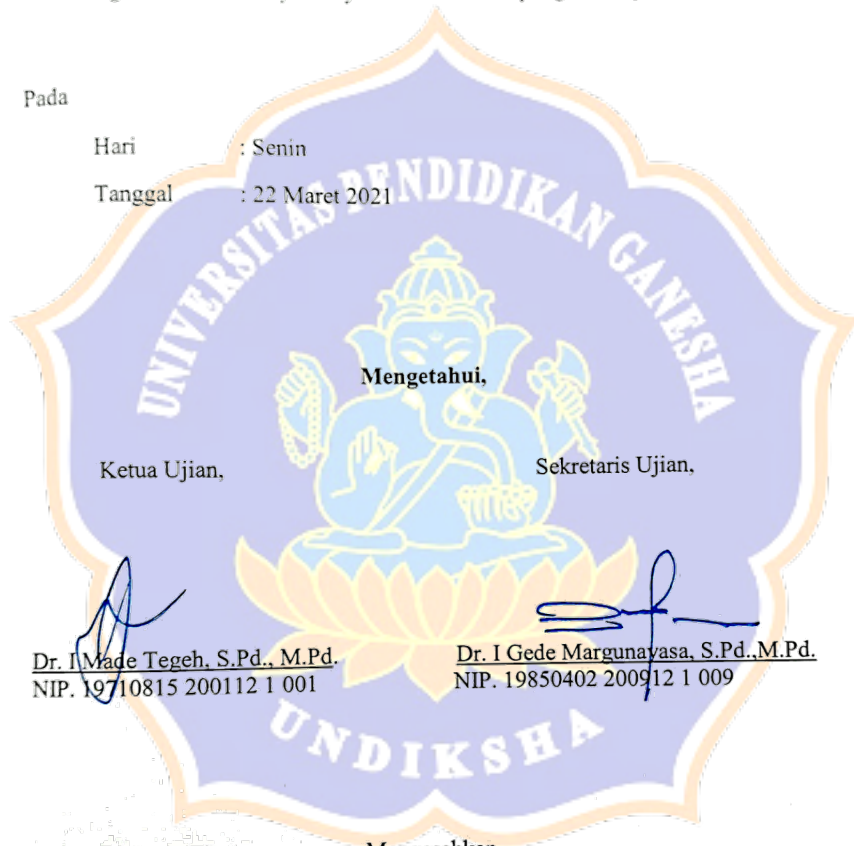 Pada
Hari : Senin
Tanggal : 22 Maret 2021
UNIVERSITAS PENDIDIKAN GANESHA
Mengetahui,
Ketua Ujian,
Sekretaris Ujian,
Dr. I Made Tegeh, S.Pd., M.Pd.
NIP. 19710815 200112 1 001
Dr. I Gede Margunayasa, S.Pd.,M.Pd.
NIP. 19850402 200912 1 009
UNDIKSHA